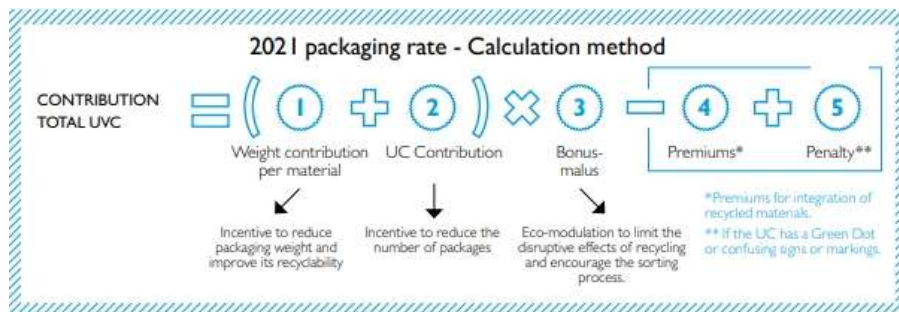 2021 packaging rate - Calculation method
CONTRIBUTION
TOTAL UVC
= ( 1 + 2 ) × 3 - 4 + 5
Weight contribution
per material
UC Contribution
Bonus-
malus
Premiums*
Penalty**
Incentive to reduce
packaging weight and
improve its recyclability
Incentive to reduce the
number of packages
Eco-modulation to limit the
disruptive effects of recycling
and encourage the sorting
process.
*Premiums for integration of
recycled materials.
** If the UC has a Green Dot
or confusing signs or markings.